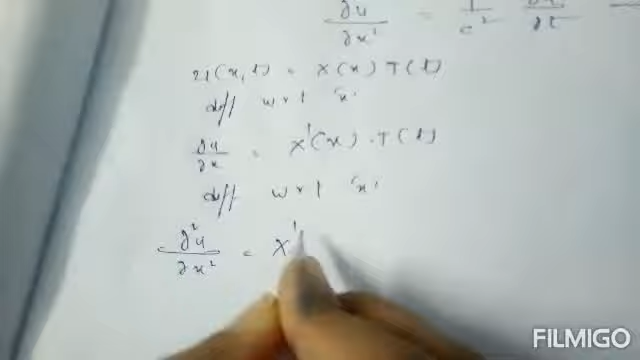 ∂u/∂x² = 1/c² ∂u/∂t
u(x,t) = X(x) T(t)
diff w r t 'x'
∂u/∂x = X'(x) . T(t)
diff w r t 'x'
∂²u/∂x² = X'
FILMIGO